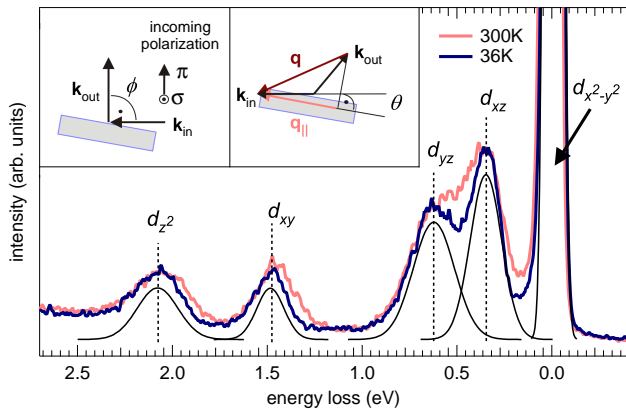 incoming
polarization
ϕ
π
σ
k_out
k_in
q
k_out
k_in
θ
q_||
300K
36K
d_x²-y²
d_xz
d_yz
d_xy
d_z²
intensity (arb. units)
2.5 2.0 1.5 1.0 0.5 0.0
energy loss (eV)